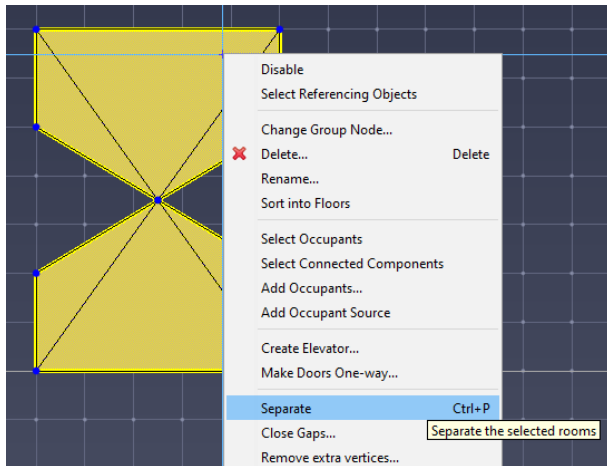 Disable
Select Referencing Objects
Change Group Node...
Delete... Delete
Rename...
Sort into Floors
Select Occupants
Select Connected Components
Add Occupants...
Add Occupant Source
Create Elevator...
Make Doors One-way...
Separate Ctrl+P
Separate the selected rooms
Close Gaps...
Remove extra vertices...